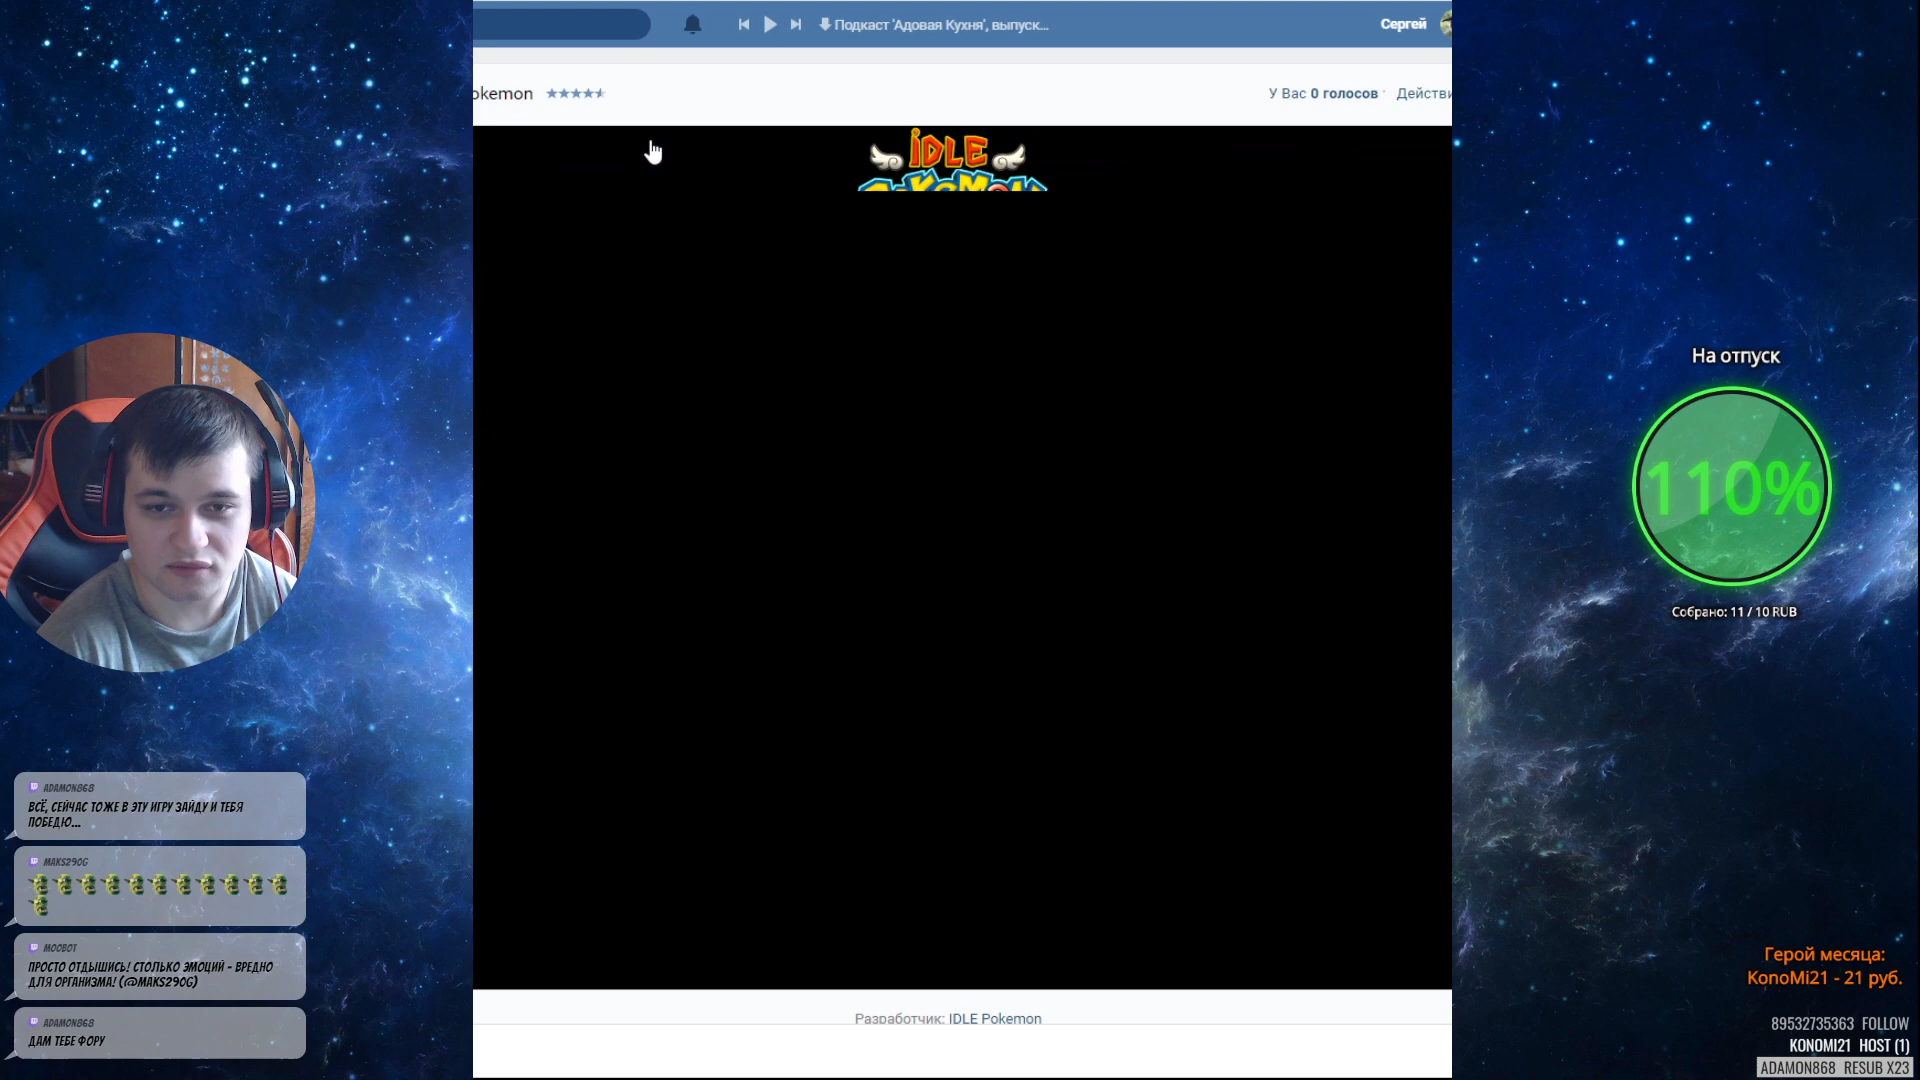 Подкаст 'Адовая Кухня', выпуск...
Сергей
okemon
У Вас 0 голосов
Действи
IDLE
POKEMON
Разработчик: IDLE Pokemon
ADAMON868
ВСЁ, СЕЙЧАС ТОЖЕ В ЭТУ ИГРУ ЗАЙДУ И ТЕБЯ
ПОБЕДЮ...
MAKS290G
MOOBOT
ПРОСТО ОТДЫШИСЬ! СТОЛЬКО ЭМОЦИЙ - ВРЕДНО
ДЛЯ ОРГАНИЗМА! (@MAKS290G)
ADAMON868
ДАМ ТЕБЕ ФОРУ
На отпуск
110%
Собрано: 11 / 10 RUB
Герой месяца:
KonoMi21 - 21 руб.
89532735363 FOLLOW
KONOMI21 HOST (1)
ADAMON868 RESUB X23